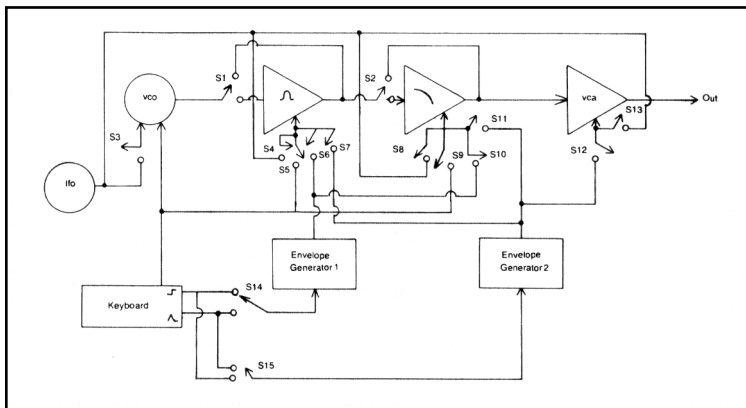 S1
S2
vco
vca
S13
Out
S3
S11
S4
S7
S8
S9
S10
S6
S5
S12
lfo
Envelope
Generator 1
Envelope
Generator 2
S14
Keyboard
S15